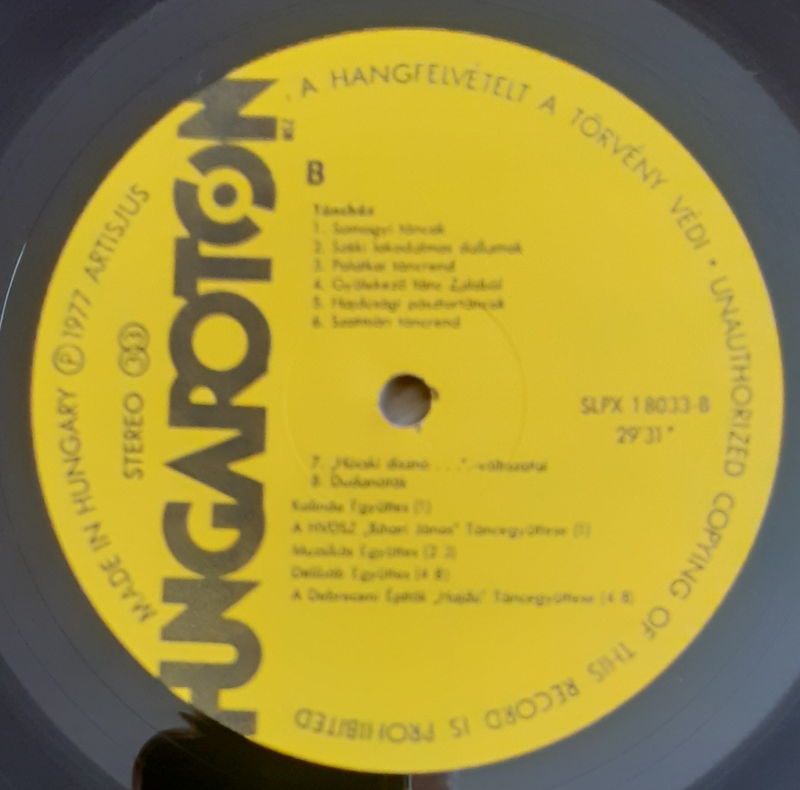 A HANGFELVÉTELT A TÖRVÉNY VÉDI • UNAUTHORIZED COPYING OF THIS RECORD IS PROHIBITED
MADE IN HUNGARY Ⓟ 1977 ARTISJUS
STEREO 33
HUNGAROTON
B
Táncház
1. Somogyi táncok
2. Széki lakodalmas dallamok
3. Palatkai táncrend
4. Gyülekező tánc Zalából
5. Hajdúsági pásztortáncok
6. Szatmári táncrend
SLPX 18033-B
29'31"
7. „Húcski disznó . . ."-változatai
8. Dudanóták
Kalinda Együttes (1)
A HVDSZ „Bihari János" Táncegyüttese (1)
Muzsikás Együttes (2 3)
Délibáb Együttes (4 8)
A Debreceni Építők „Hajdú" Táncegyüttese (4 8)